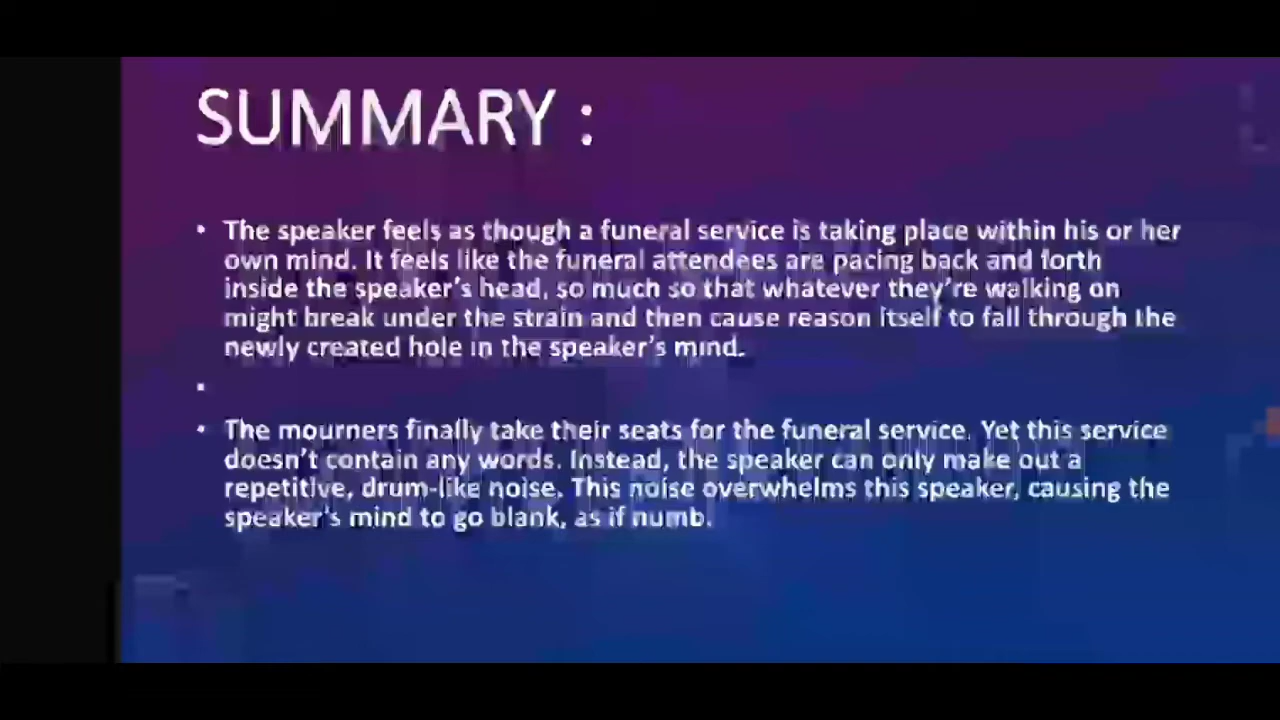 SUMMARY :
• The speaker feels as though a funeral service is taking place within his or her
own mind. It feels like the funeral attendees are pacing back and forth
inside the speaker's head, so much so that whatever they're walking on
might break under the strain and then cause reason itself to fall through the
newly created hole in the speaker's mind.
•
• The mourners finally take their seats for the funeral service. Yet this service
doesn't contain any words. Instead, the speaker can only make out a
repetitive, drum-like noise. This noise overwhelms this speaker, causing the
speaker's mind to go blank, as if numb.